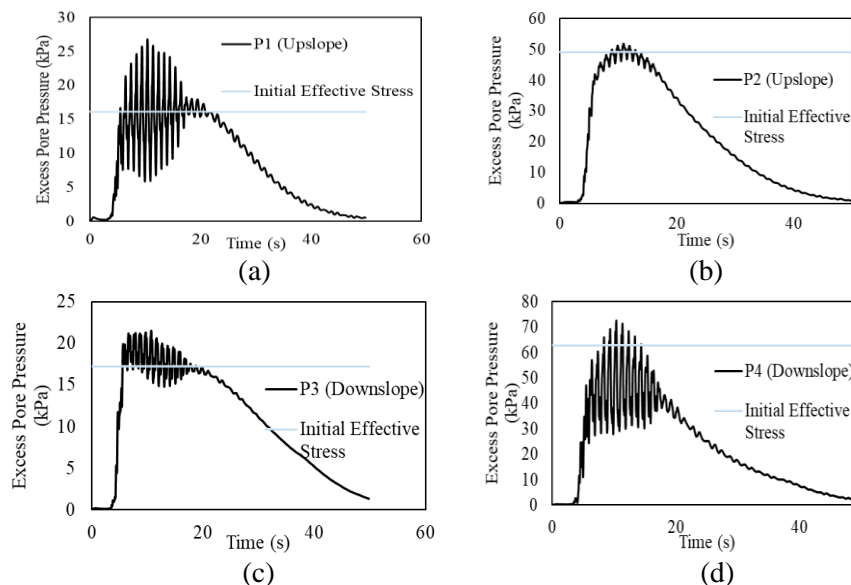 30
25
20
15
10
5
0
Excess Pore Pressure (kPa)
P1 (Upslope)
Initial Effective Stress
0 20 40 60
Time (s)
(a)
60
50
40
30
20
10
0
Excess Pore Pressure
(kPa)
P2 (Upslope)
Initial Effective
Stress
0 20 40
Time (s)
(b)
25
20
15
10
5
0
Excess Pore Pressure
(kPa)
P3 (Downslope)
Initial Effective
Stress
0 20 40 60
Time (s)
(c)
80
70
60
50
40
30
20
10
0
Excess Pore Pressure
(kPa)
P4 (Downslope)
Initial Effective
Stress
0 20 40
Time (s)
(d)